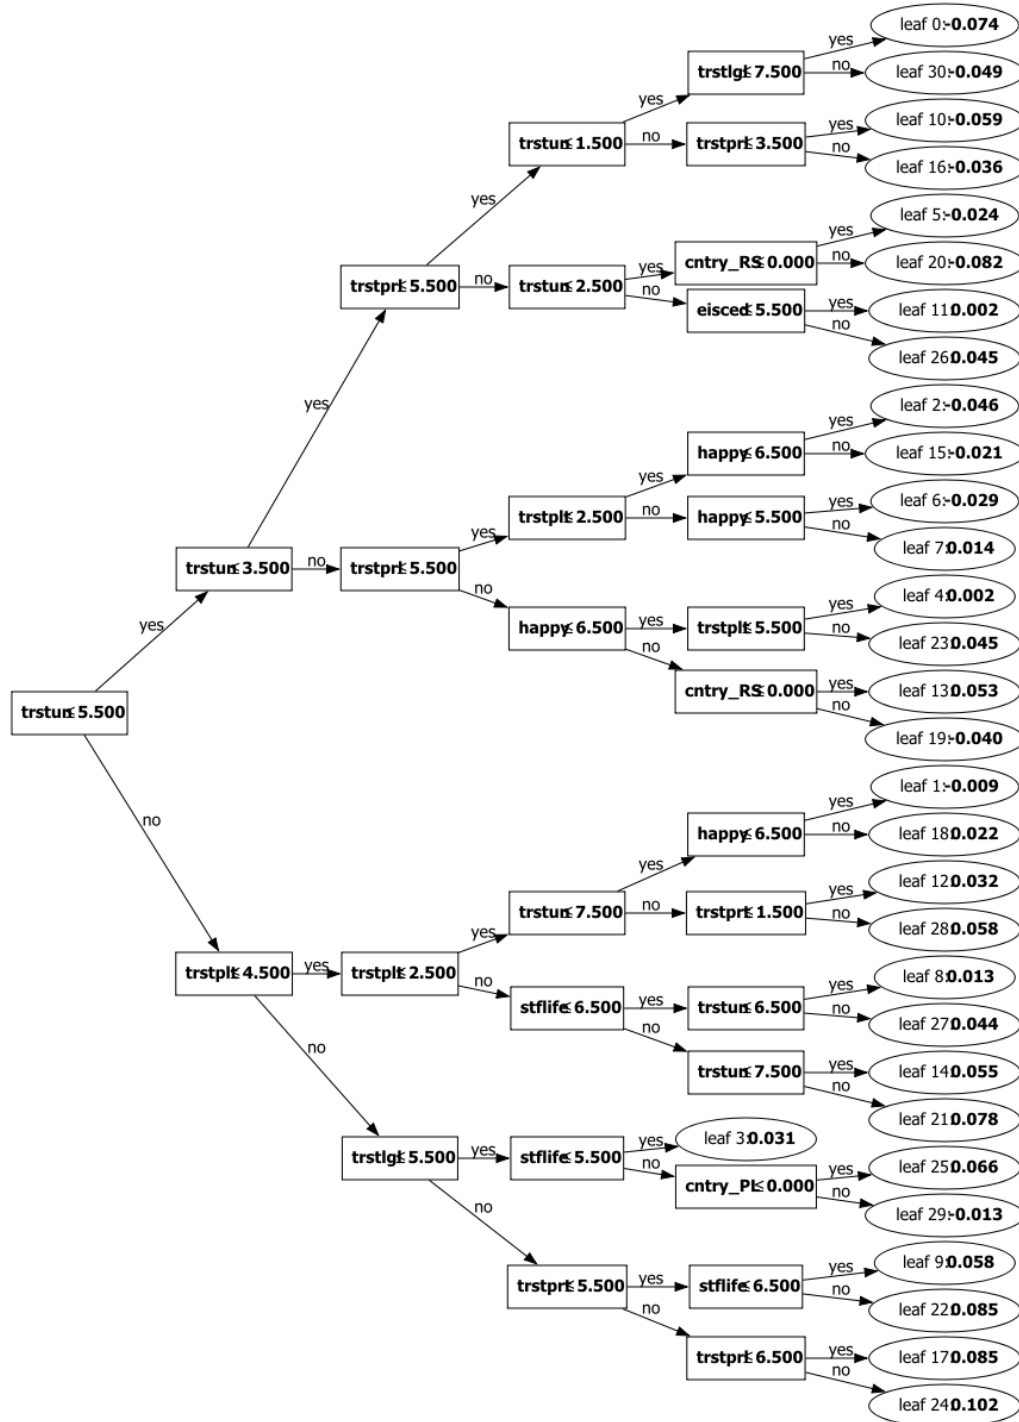 leaf 0:-0.074
yes
trstlgl ≤ 7.500
no
leaf 30:-0.049
yes
leaf 10:-0.059
yes
trstun ≤ 1.500
no
trstprl ≤ 3.500
no
leaf 16:-0.036
yes
leaf 5:-0.024
yes
yes
cntry_RS ≤ 0.000
no
leaf 20:-0.082
trstprl ≤ 5.500
no
trstun ≤ 2.500
no
eisced ≤ 5.500
yes
leaf 11:0.002
no
leaf 26:0.045
yes
leaf 2:-0.046
yes
happy ≤ 6.500
no
leaf 15:-0.021
yes
leaf 6:-0.029
yes
yes
trstplt ≤ 2.500
no
happy ≤ 5.500
no
leaf 7:0.014
trstun ≤ 3.500
no
trstprl ≤ 5.500
no
leaf 4:0.002
yes
happy ≤ 6.500
yes
trstplt ≤ 5.500
no
leaf 23:0.045
yes
no
cntry_RS ≤ 0.000
yes
leaf 13:0.053
no
trstun ≤ 5.500
leaf 19:-0.040
leaf 1:-0.009
yes
no
happy ≤ 6.500
no
leaf 18:0.022
yes
leaf 12:0.032
yes
trstun ≤ 7.500
no
trstprl ≤ 1.500
no
leaf 28:0.058
yes
trstplt ≤ 4.500
yes
trstplt ≤ 2.500
leaf 8:0.013
yes
no
stflife ≤ 6.500
yes
trstun ≤ 6.500
no
leaf 27:0.044
no
no
trstun ≤ 7.500
yes
leaf 14:0.055
no
leaf 21:0.078
leaf 3:0.031
yes
trstlgl ≤ 5.500
yes
stflife ≤ 5.500
no
yes
leaf 25:0.066
cntry_PL ≤ 0.000
no
leaf 29:-0.013
no
leaf 9:0.058
yes
trstprl ≤ 5.500
yes
stflife ≤ 6.500
no
leaf 22:0.085
no
trstprl ≤ 6.500
yes
leaf 17:0.085
no
leaf 24:0.102